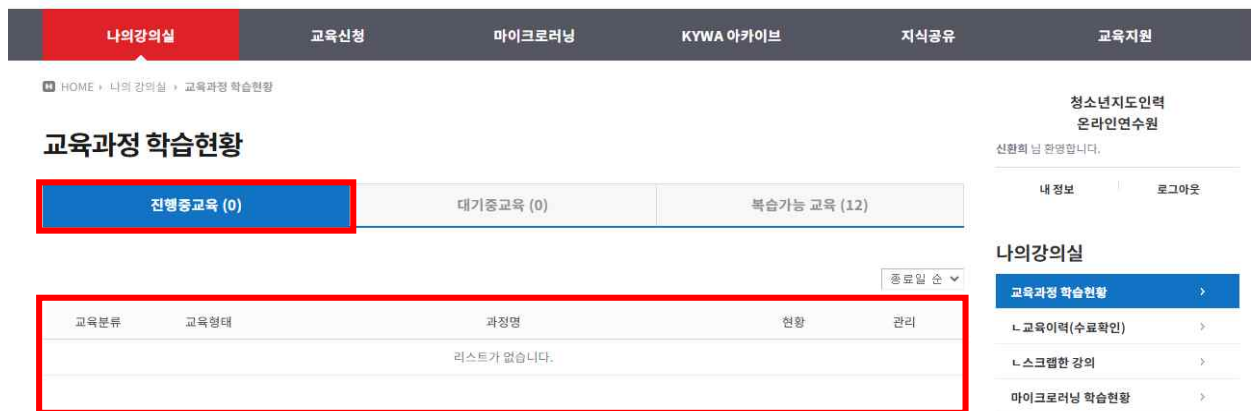 나의강의실 교육신청 마이크로러닝 KYWA 아카이브 지식공유 교육지원
HOME › 나의 강의실 › 교육과정 학습현황
교육과정 학습현황
청소년지도인력
온라인연수원
신환희 님 환영합니다.
내 정보 로그아웃
진행중교육 (0) 대기중교육 (0) 복습가능 교육 (12)
종료일 순
교육분류 교육형태 과정명 현황 관리
리스트가 없습니다.
나의강의실
교육과정 학습현황 ›
ㄴ교육이력(수료확인) ›
ㄴ스크랩한 강의 ›
마이크로러닝 학습현황 ›